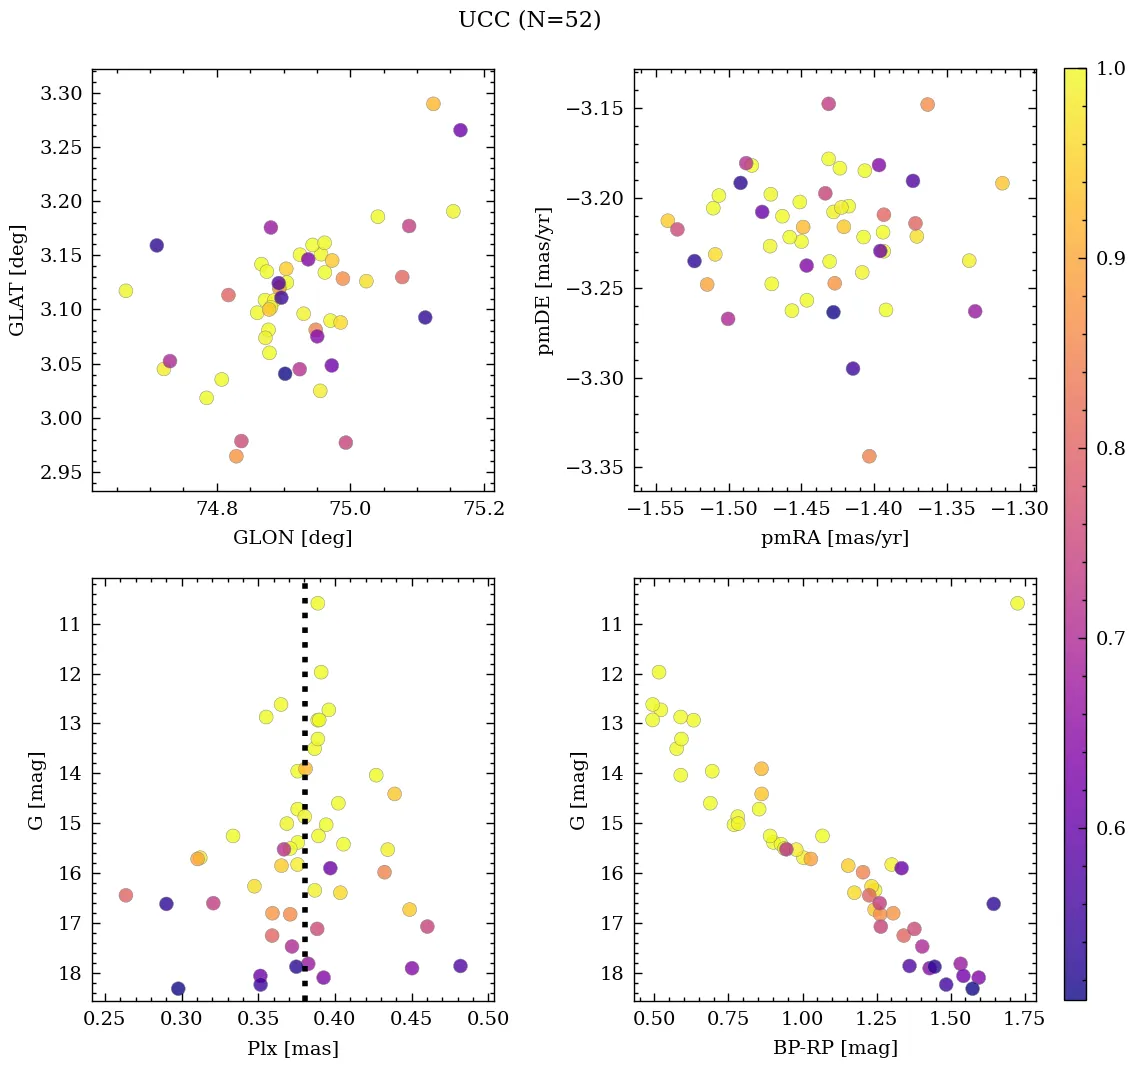 UCC (N=52)
3.30
3.25
3.20
3.15
3.10
3.05
3.00
2.95
GLAT [deg]
74.8 75.0 75.2
GLON [deg]
−3.15
−3.20
−3.25
−3.30
−3.35
pmDE [mas/yr]
−1.55 −1.50 −1.45 −1.40 −1.35 −1.30
pmRA [mas/yr]
11
12
13
14
15
16
17
18
G [mag]
0.25 0.30 0.35 0.40 0.45 0.50
Plx [mas]
11
12
13
14
15
16
17
18
G [mag]
0.50 0.75 1.00 1.25 1.50 1.75
BP-RP [mag]
1.0
0.9
0.8
0.7
0.6